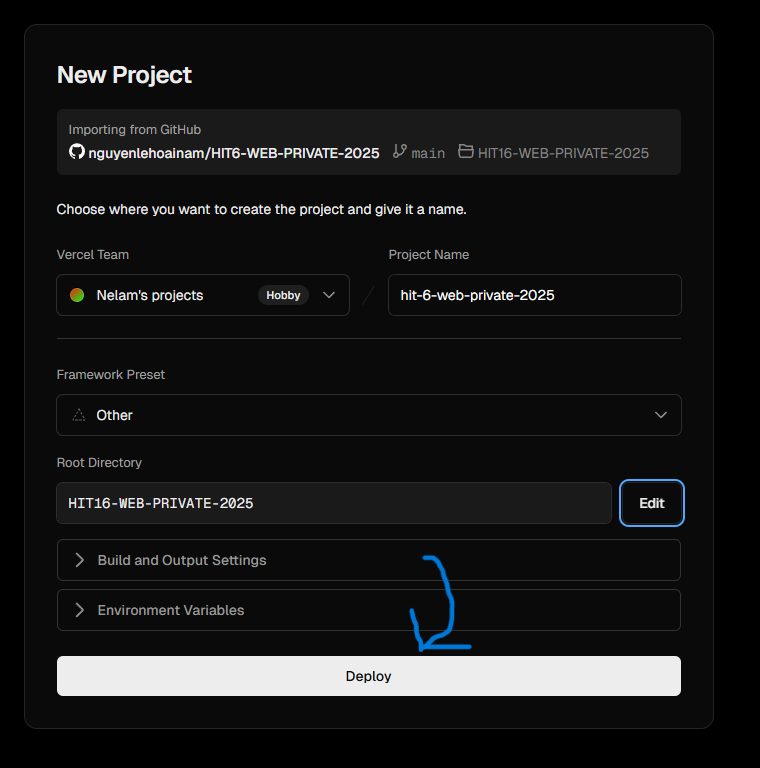 New Project
Importing from GitHub
nguyenlehoainam/HIT6-WEB-PRIVATE-2025 main HIT16-WEB-PRIVATE-2025
Choose where you want to create the project and give it a name.
Vercel Team Project Name
Nelam's projects Hobby / hit-6-web-private-2025
Framework Preset
Other
Root Directory
HIT16-WEB-PRIVATE-2025 Edit
Build and Output Settings
Environment Variables
Deploy